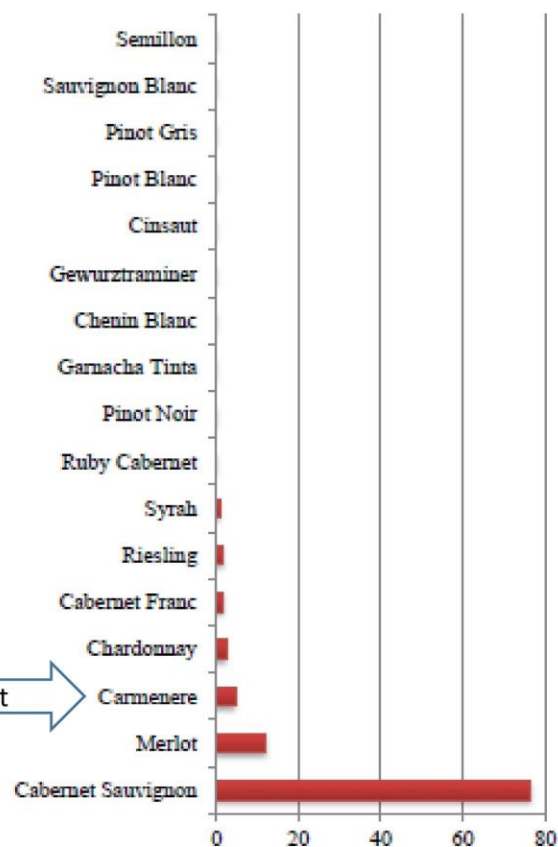 Semillon
Sauvignon Blanc
Pinot Gris
Pinot Blanc
Cinsaut
Gewurztraminer
Chenin Blanc
Garnacha Tinta
Pinot Noir
Ruby Cabernet
Syrah
Riesling
Cabernet Franc
Chardonnay
t
Carmenere
Merlot
Cabernet Sauvignon
0 20 40 60 80